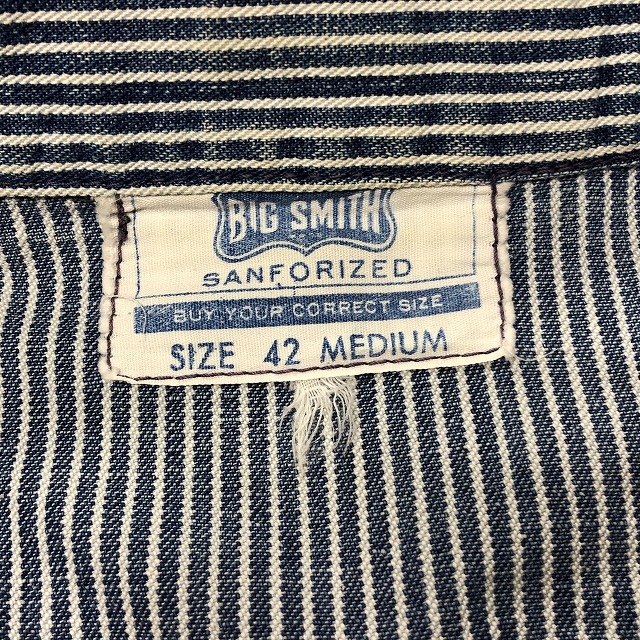 BIG SMITH
SANFORIZED
BUY YOUR CORRECT SIZE
SIZE 42 MEDIUM